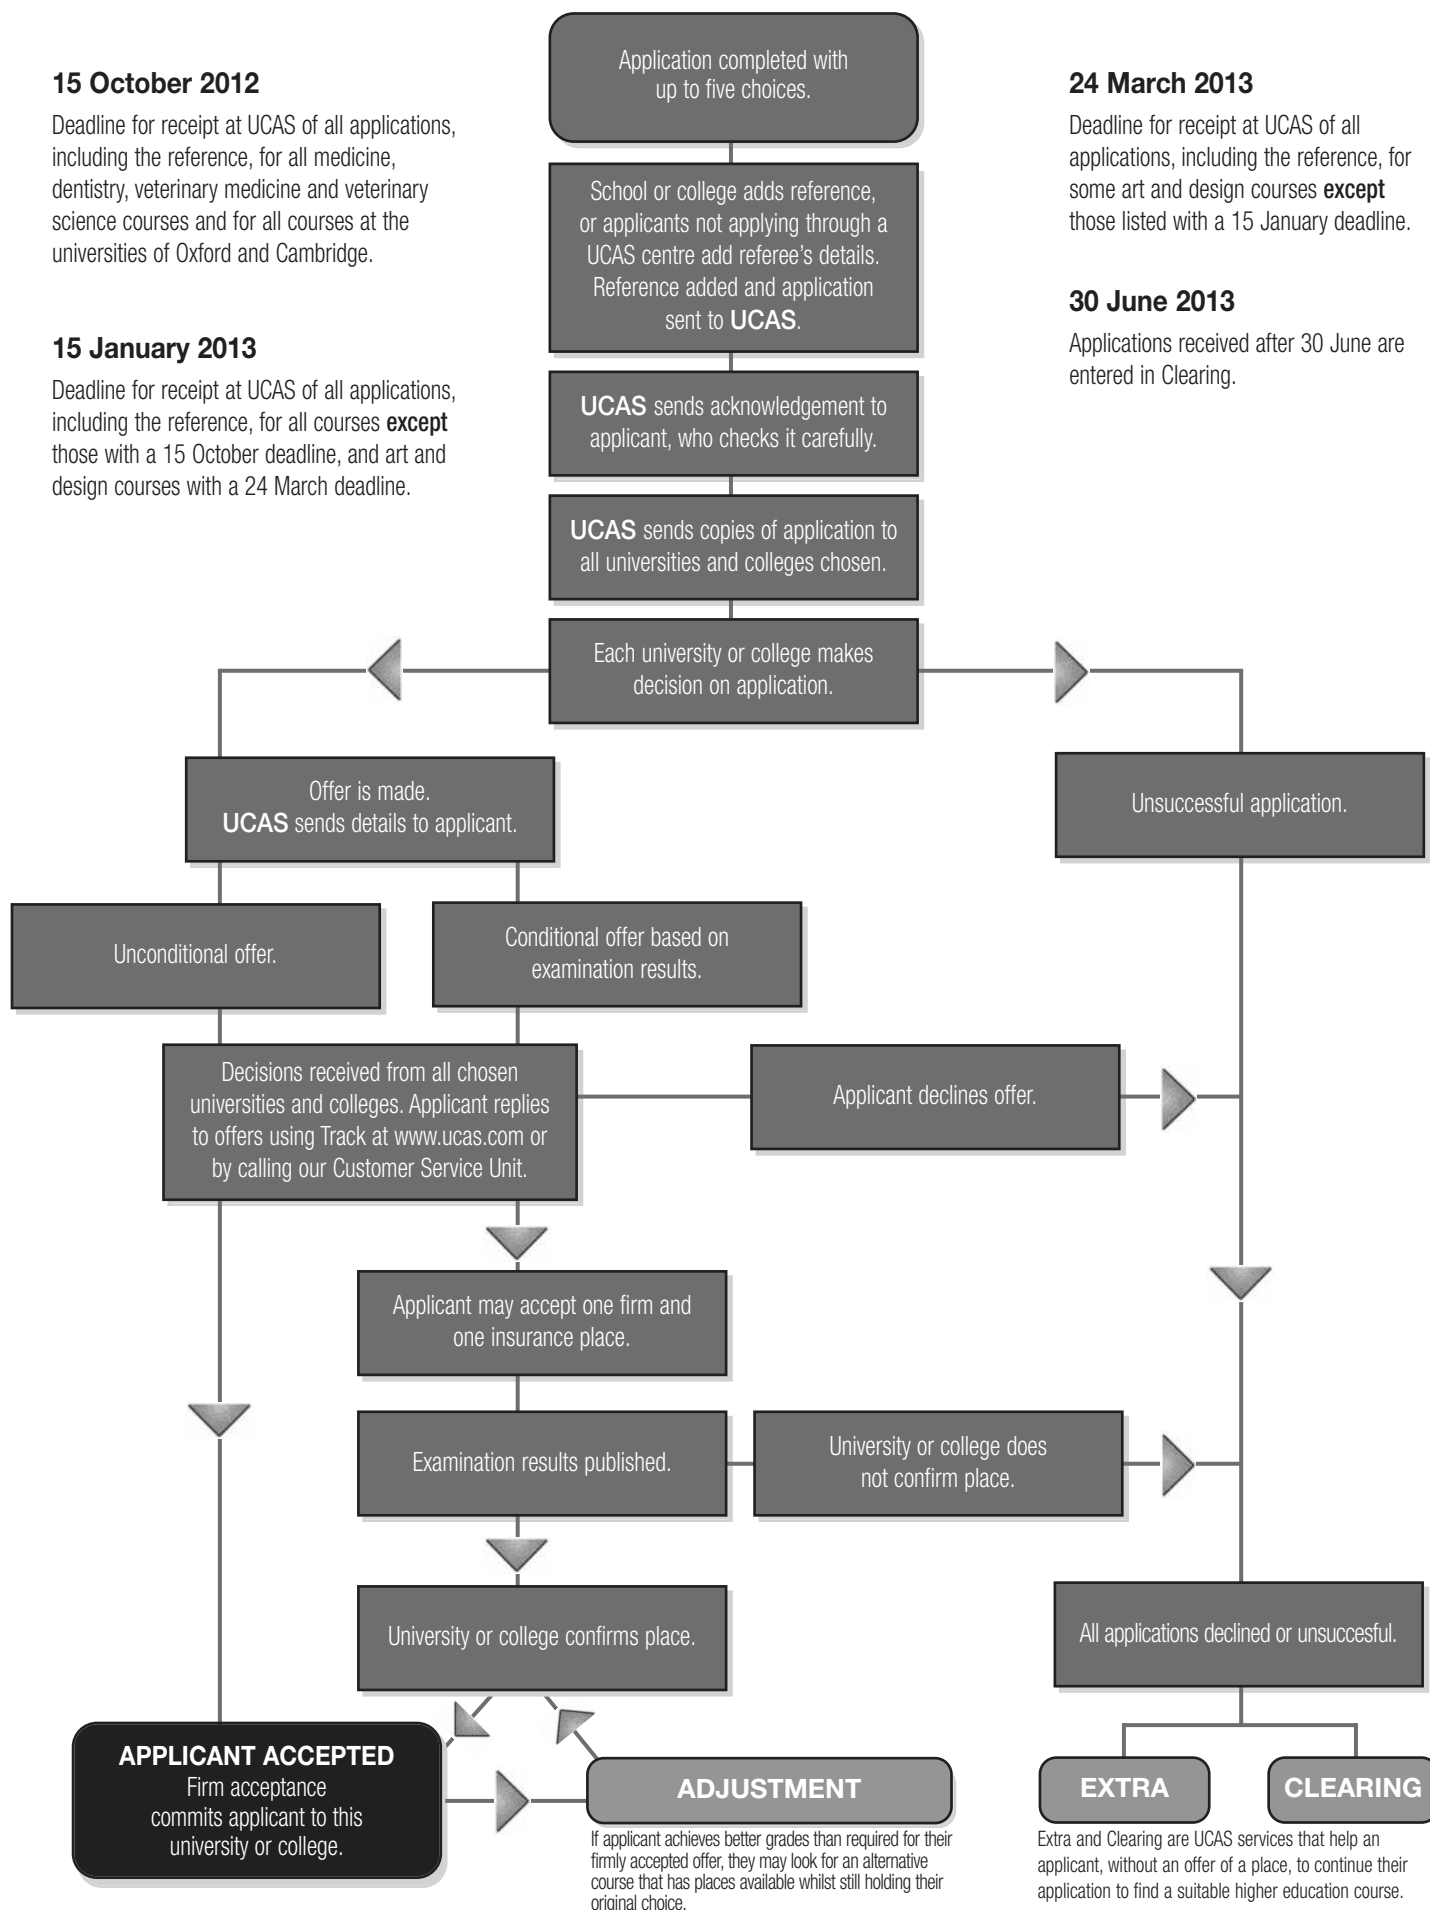 Application completed with
up to five choices.
15 October 2012
Deadline for receipt at UCAS of all applications,
including the reference, for all medicine,
dentistry, veterinary medicine and veterinary
science courses and for all courses at the
universities of Oxford and Cambridge.
15 January 2013
Deadline for receipt at UCAS of all applications,
including the reference, for all courses except
those with a 15 October deadline, and art and
design courses with a 24 March deadline.
24 March 2013
Deadline for receipt at UCAS of all
applications, including the reference, for
some art and design courses except
those listed with a 15 January deadline.
30 June 2013
Applications received after 30 June are
entered in Clearing.
School or college adds reference,
or applicants not applying through a
UCAS centre add referee’s details.
Reference added and application
sent to UCAS.
UCAS sends acknowledgement to
applicant, who checks it carefully.
UCAS sends copies of application to
all universities and colleges chosen.
Each university or college makes
decision on application.
Offer is made.
UCAS sends details to applicant.
Unsuccessful application.
Unconditional offer.
Conditional offer based on
examination results.
Decisions received from all chosen
universities and colleges. Applicant replies
to offers using Track at www.ucas.com or
by calling our Customer Service Unit.
Applicant declines offer.
Applicant may accept one firm and
one insurance place.
Examination results published.
University or college does
not confirm place.
University or college confirms place.
All applications declined or unsuccesful.
APPLICANT ACCEPTED
Firm acceptance
commits applicant to this
university or college.
ADJUSTMENT
If applicant achieves better grades than required for their
firmly accepted offer, they may look for an alternative
course that has places available whilst still holding their
original choice.
EXTRA
CLEARING
Extra and Clearing are UCAS services that help an
applicant, without an offer of a place, to continue their
application to find a suitable higher education course.